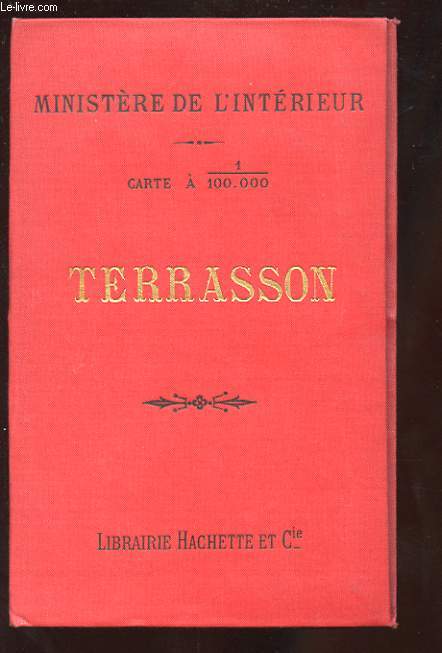 Le-livre.com
MINISTÈRE DE L'INTÉRIEUR
CARTE À 1/100.000
TERRASSON
LIBRAIRIE HACHETTE ET Cie